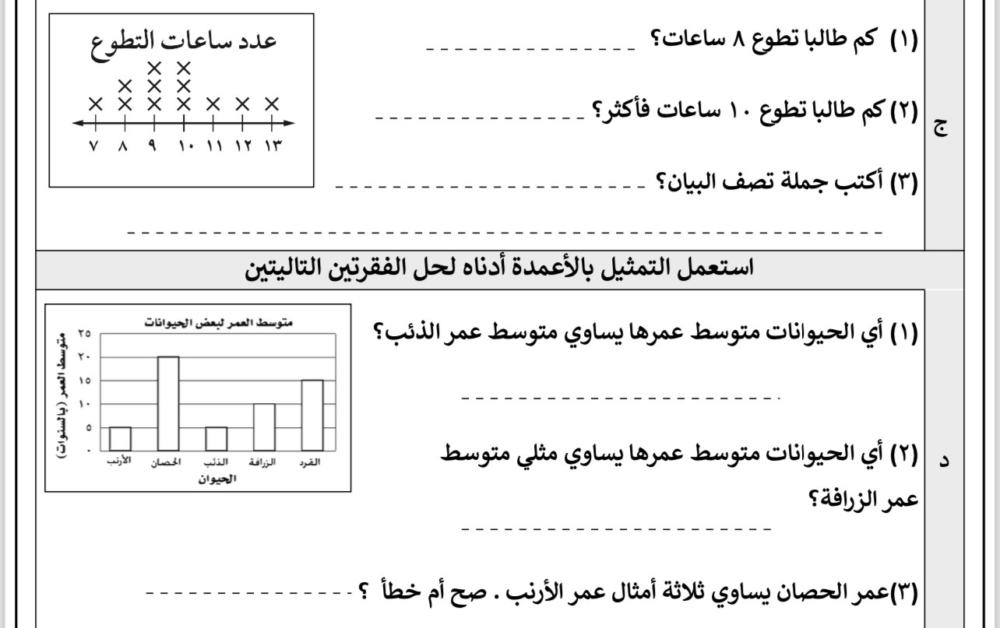 (١) كم طالبا تطوع ٨ ساعات؟ _ _ _ _ _ _ _ _ _ _ _ _ _ _ _
عدد ساعات التطوع
٧ ٨ ٩ ١٠ ١١ ١٢ ١٣
ج
(٢) كم طالبا تطوع ١٠ ساعات فأكثر؟ _ _ _ _ _ _ _ _ _ _ _ _ _ _ _
(٣) أكتب جملة تصف البيان؟ _ _ _ _ _ _ _ _ _ _ _ _ _ _ _ _ _ _ _ _ _ _
استعمل التمثيل بالأعمدة أدناه لحل الفقرتين التاليتين
د
(١) أي الحيوانات متوسط عمرها يساوي متوسط عمر الذئب؟
(٢) أي الحيوانات متوسط عمرها يساوي مثلي متوسط
عمر الزرافة؟
(٣)عمر الحصان يساوي ثلاثة أمثال عمر الأرنب . صح أم خطأ ؟ _ _ _ _ _ _ _ _ _ _ _ _ _ _ _
متوسط العمر لبعض الحيوانات
متوسط العمر (بالسنوات)
٢٥
٢٠
١٥
١٠
٥
٠
الأرنب الحصان الذئب الزرافة القرد
الحيوان